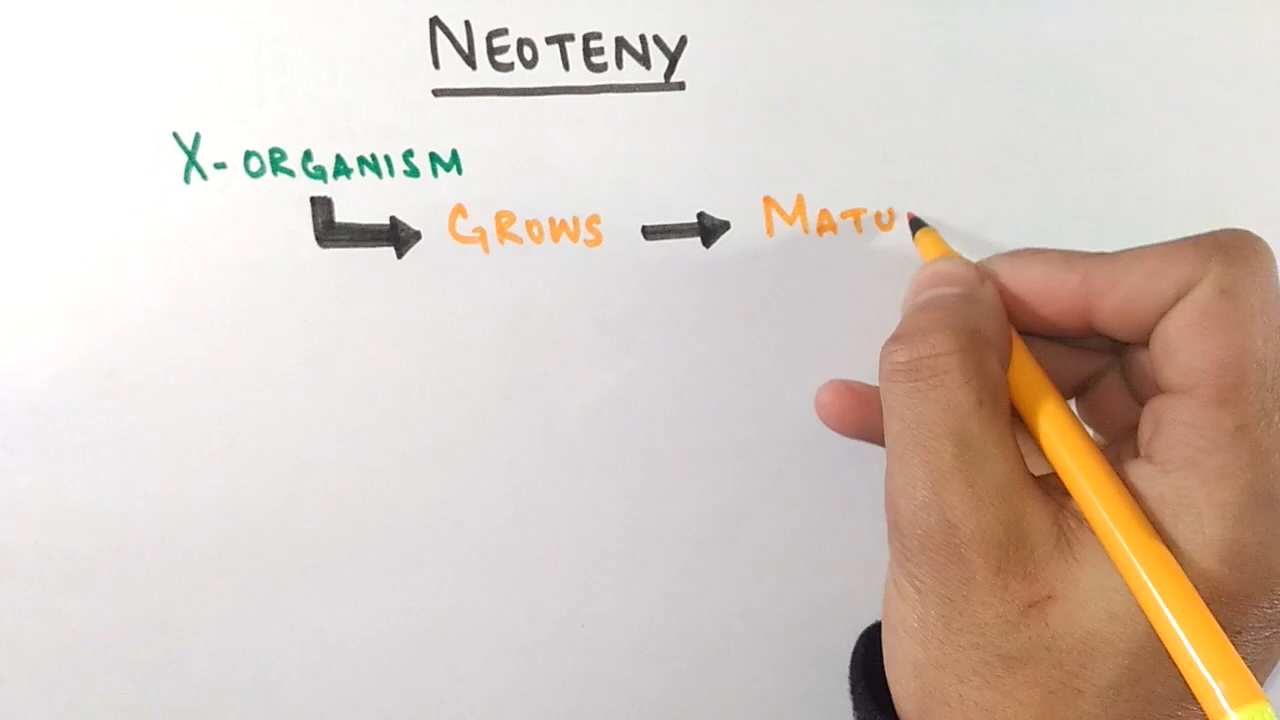 NEOTENY
X-ORGANISM
GROWS → MATU